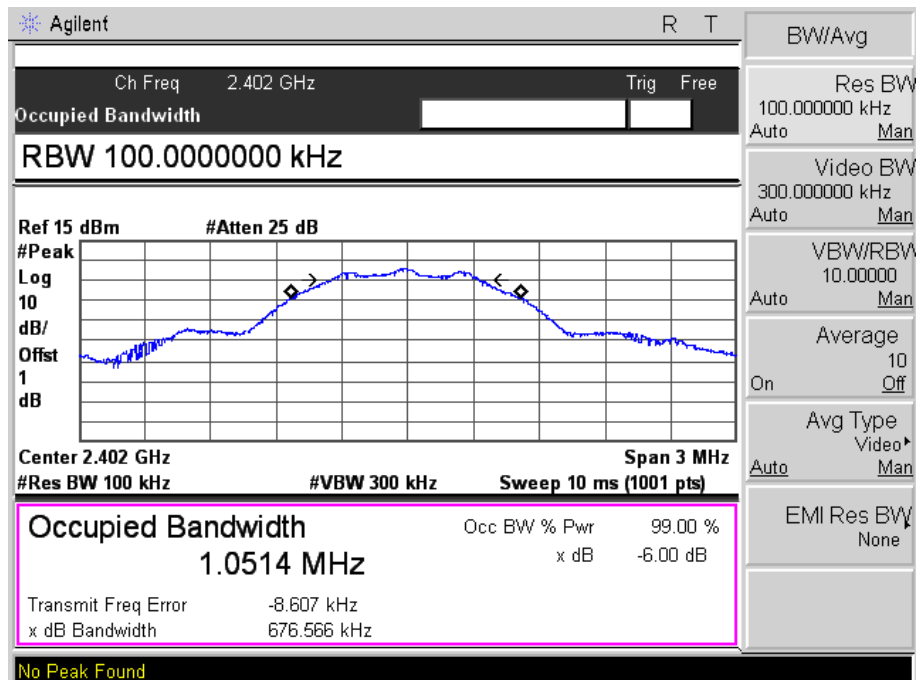 Agilent R T
Ch Freq 2.402 GHz Trig Free
Occupied Bandwidth
RBW 100.0000000 kHz
Ref 15 dBm #Atten 25 dB
#Peak
Log
10
dB/
Offst
1
dB
Center 2.402 GHz Span 3 MHz
#Res BW 100 kHz #VBW 300 kHz Sweep 10 ms (1001 pts)
Occupied Bandwidth
1.0514 MHz
Occ BW % Pwr 99.00 %
x dB -6.00 dB
Transmit Freq Error -8.607 kHz
x dB Bandwidth 676.566 kHz
No Peak Found
BW/Avg
Res BW
100.000000 kHz
Auto Man
Video BW
300.000000 kHz
Auto Man
VBW/RBW
10.00000
Auto Man
Average
10
On Off
Avg Type
Video
Auto Man
EMI Res BW
None